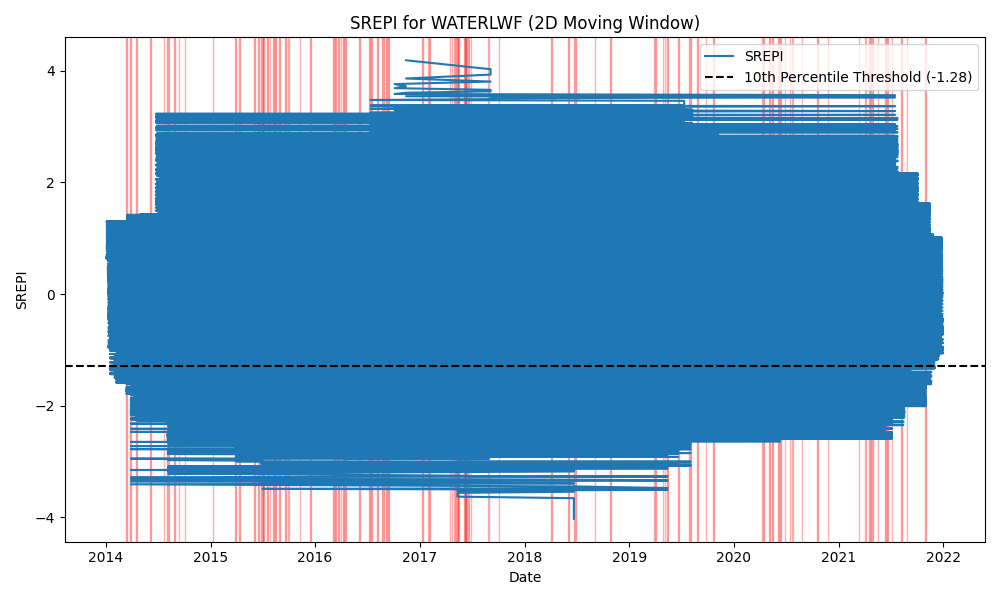 SREPI for WATERLWF (2D Moving Window)
SREPI
10th Percentile Threshold (-1.28)
4
2
0
−2
−4
SREPI
2014 2015 2016 2017 2018 2019 2020 2021 2022
Date